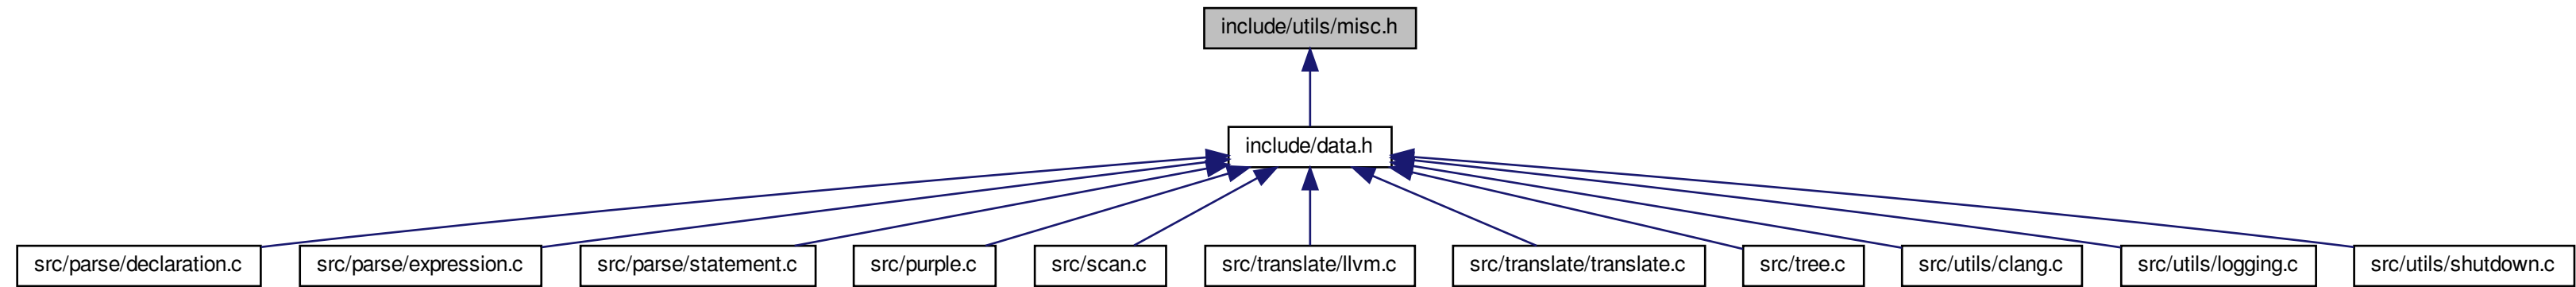 include/utils/misc.h
include/data.h
src/parse/declaration.c
src/parse/expression.c
src/parse/statement.c
src/purple.c
src/scan.c
src/translate/llvm.c
src/translate/translate.c
src/tree.c
src/utils/clang.c
src/utils/logging.c
src/utils/shutdown.c